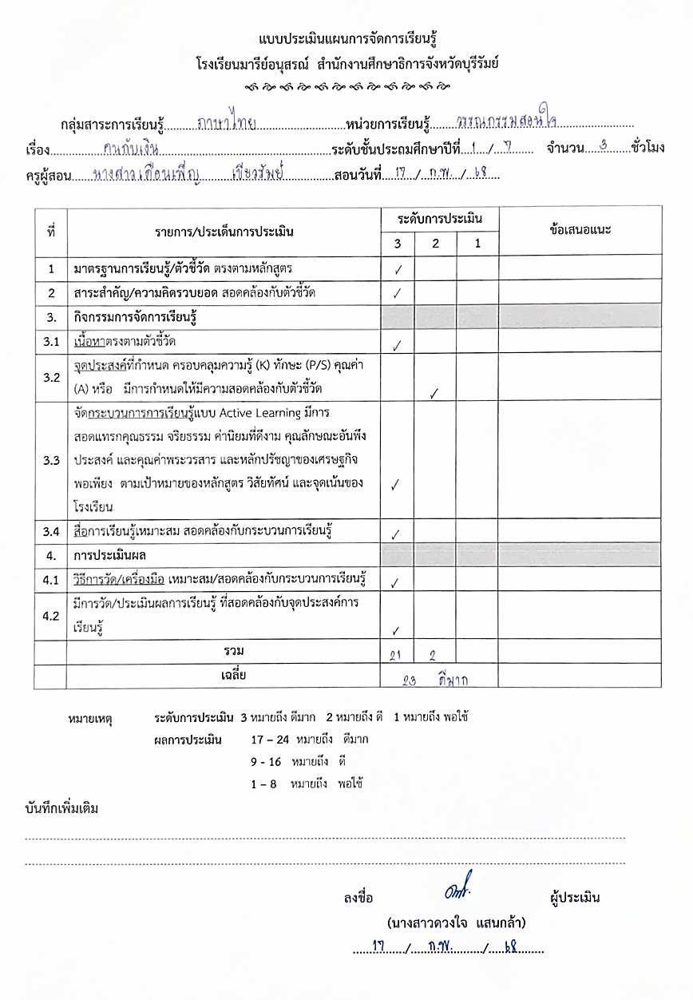 แบบประเมินแผนการจัดการเรียนรู้
โรงเรียนมารีย์อนุสรณ์ สำนักงานศึกษาธิการจังหวัดบุรีรัมย์
กลุ่มสาระการเรียนรู้.......ภาษาไทย.......หน่วยการเรียนรู้.......วรรณกรรมสอนใจ.......
เรื่อง.......คนกับเงิน.......ระดับชั้นประถมศึกษาปีที่...1.../...7....... จำนวน...3...ชั่วโมง
ครูผู้สอน.......นางสาวเดือนเพ็ญ เขียวรัมย์.......สอนวันที่...17.../...ก.พ..../...68...
ที่ รายการ/ประเด็นการประเมิน ระดับการประเมิน ข้อเสนอแนะ
3 2 1
1 มาตรฐานการเรียนรู้/ตัวชี้วัด ตรงตามหลักสูตร ✓
2 สาระสำคัญ/ความคิดรวบยอด สอดคล้องกับตัวชี้วัด ✓
3. กิจกรรมการจัดการเรียนรู้
3.1 เนื้อหาตรงตามตัวชี้วัด ✓
3.2 จุดประสงค์ที่กำหนด ครอบคลุมความรู้ (K) ทักษะ (P/S) คุณค่า
(A) หรือ มีการกำหนดให้มีความสอดคล้องกับตัวชี้วัด ✓
3.3 จัดกระบวนการการเรียนรู้แบบ Active Learning มีการ
สอดแทรกคุณธรรม จริยธรรม ค่านิยมที่ดีงาม คุณลักษณะอันพึง
ประสงค์ และคุณค่าพระวรสาร และหลักปรัชญาของเศรษฐกิจ
พอเพียง ตามเป้าหมายของหลักสูตร วิสัยทัศน์ และจุดเน้นของ ✓
โรงเรียน
3.4 สื่อการเรียนรู้เหมาะสม สอดคล้องกับกระบวนการเรียนรู้ ✓
4. การประเมินผล
4.1 วิธีการวัด/เครื่องมือ เหมาะสม/สอดคล้องกับกระบวนการเรียนรู้ ✓
4.2 มีการวัด/ประเมินผลการเรียนรู้ ที่สอดคล้องกับจุดประสงค์การ
เรียนรู้ ✓
รวม 21 2
เฉลี่ย 23 ดีมาก
หมายเหตุ ระดับการประเมิน 3 หมายถึง ดีมาก 2 หมายถึง ดี 1 หมายถึง พอใช้
ผลการประเมิน 17 – 24 หมายถึง ดีมาก
9 - 16 หมายถึง ดี
1 – 8 หมายถึง พอใช้
บันทึกเพิ่มเติม
ลงชื่อ ผู้ประเมิน
(นางสาวดวงใจ แสนกล้า)
.......17......./.......ก.พ......../.......68.......